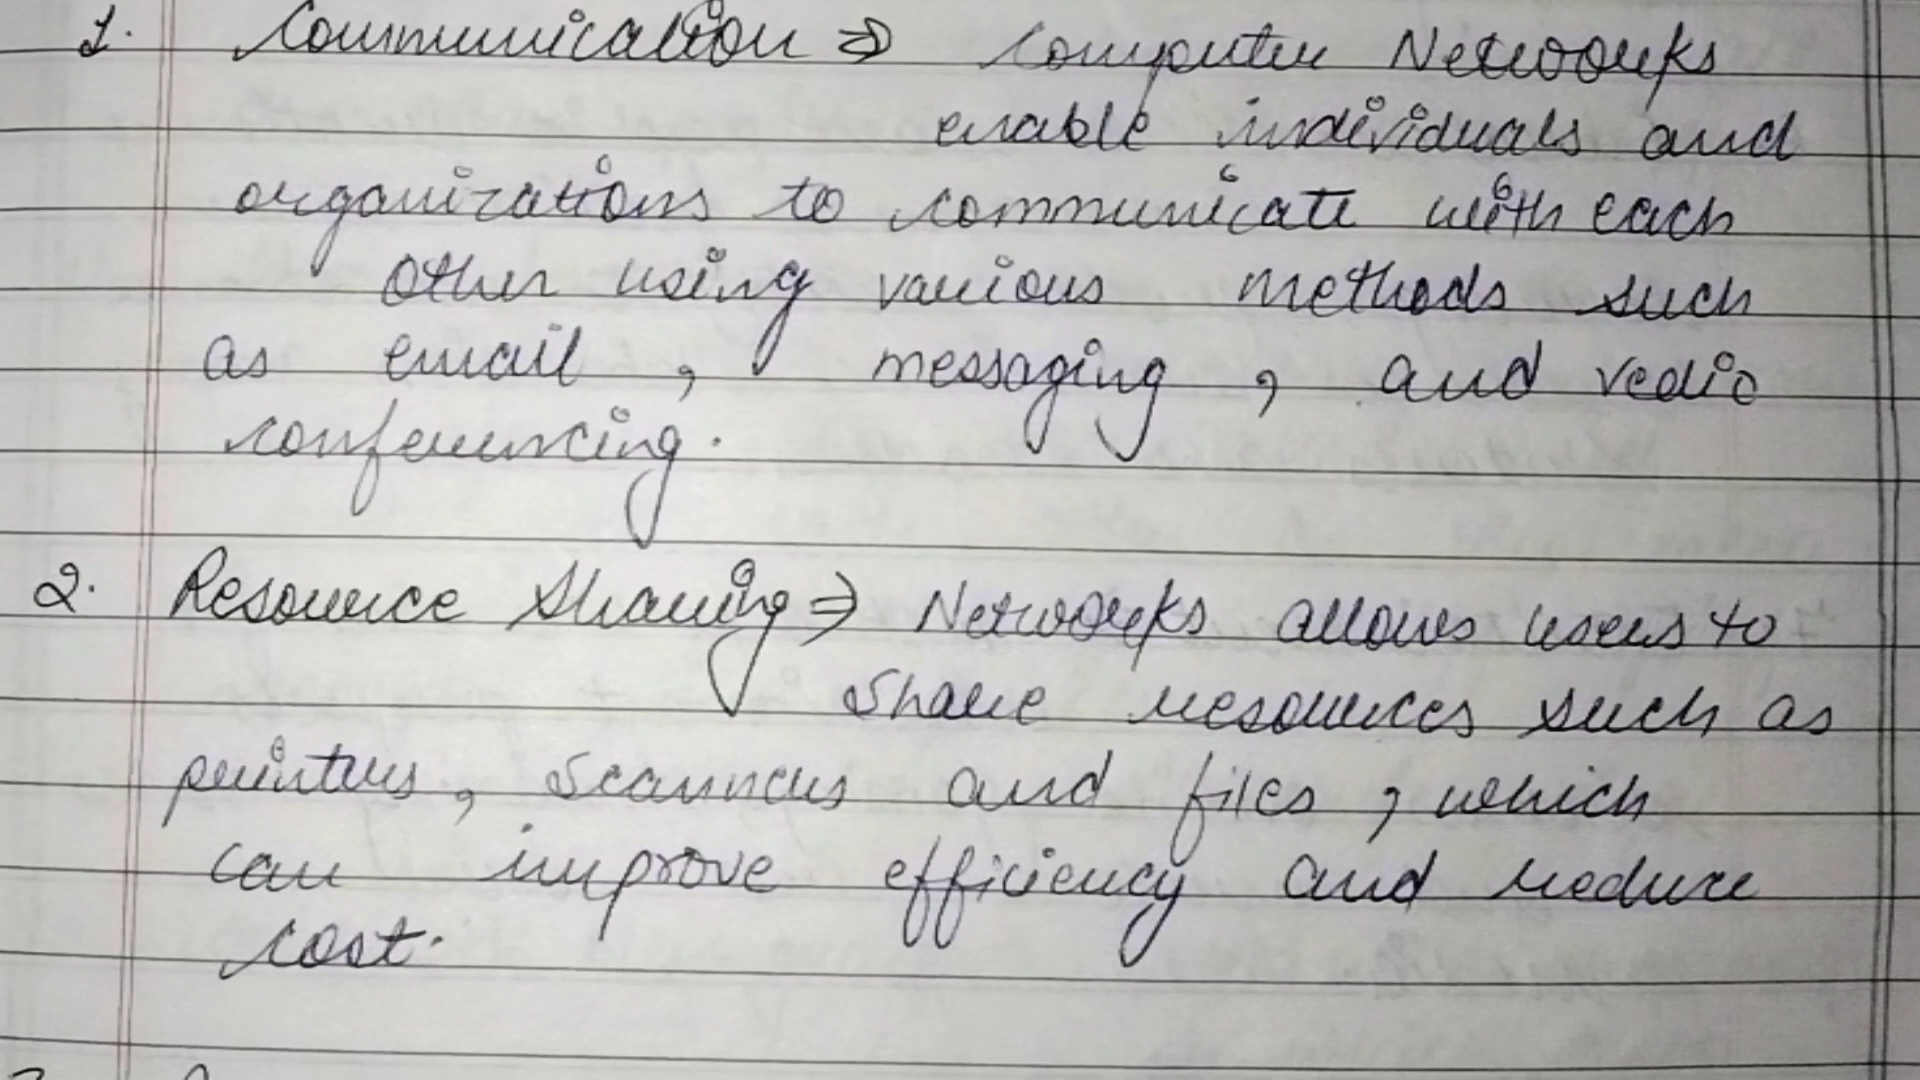 1. Communication ⇒ Computer Networks
enable individuals and
organizations to communicate with each
other using various methods such
as email, messaging, and vedio
conferencing.
2. Resource Sharing ⇒ Networks allows users to
share resources such as
printers, scanners and files, which
can improve efficiency and reduce
cost.